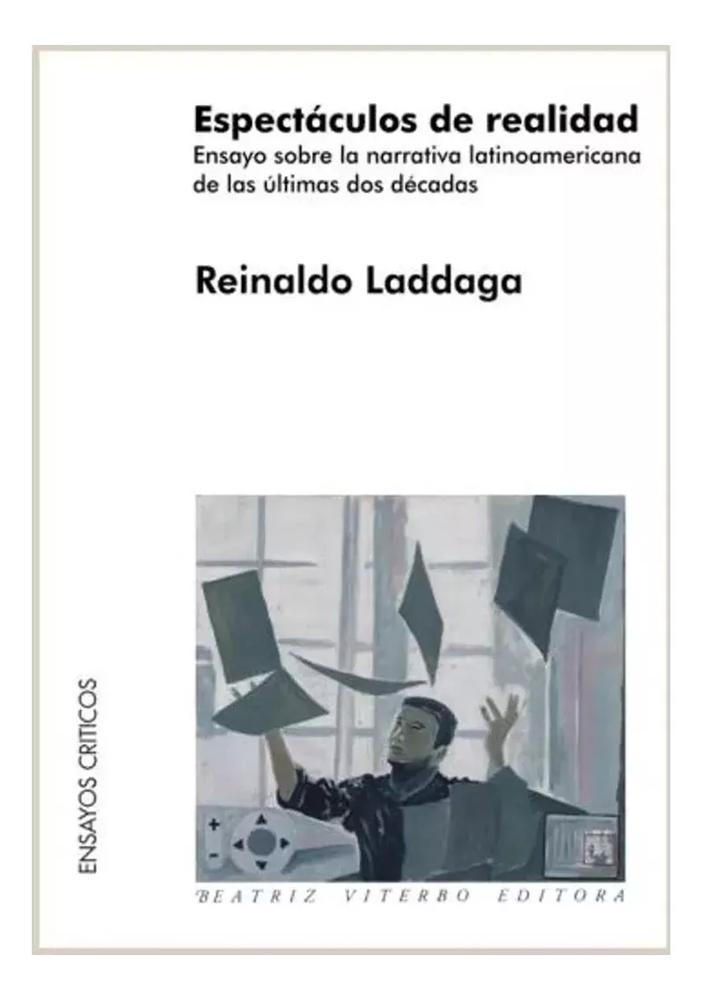 Espectáculos de realidad
Ensayo sobre la narrativa latinoamericana
de las últimas dos décadas
Reinaldo Laddaga
ENSAYOS CRITICOS
+
-
BEATRIZ VITERBO EDITORA